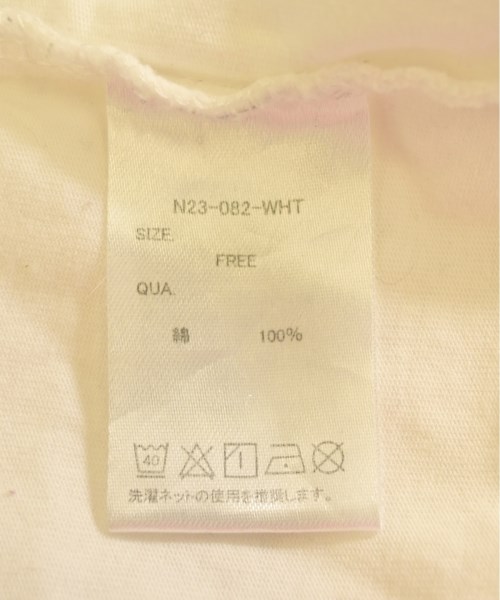 N23-082-WHT
SIZE.
FREE
QUA.
綿 100%
40
洗濯ネットの使用を推奨します。